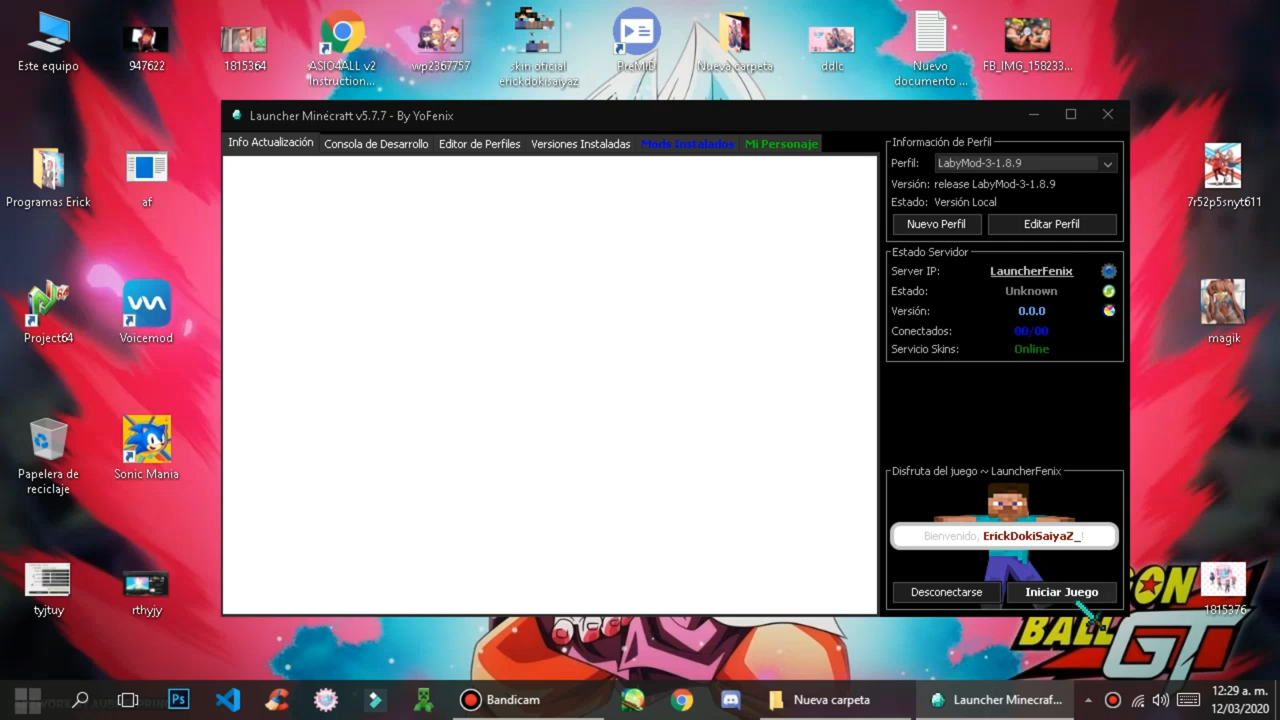 Este equipo
947622
1815364
ASIO4ALL v2
Instruction...
wp2367757
skin oficial
erickdokisaiyaz
PreMiD
Nueva carpeta
ddlc
Nuevo
documento ...
FB_IMG_158233...
Launcher Minécraft v5.7.7 - By YoFenix
Info Actualización
Consola de Desarrollo
Editor de Perfiles
Versiones Instaladas
Mods Instalados
Mi Personaje
Información de Perfil
Perfil: LabyMod-3-1.8.9
Versión: release LabyMod-3-1.8.9
Estado: Versión Local
Nuevo Perfil
Editar Perfil
Estado Servidor
Server IP: LauncherFenix
Estado: Unknown
Versión: 0.0.0
Conectados: 00/00
Servicio Skins: Online
Disfruta del juego ~ LauncherFenix
Bienvenido, ErickDokiSaiyaZ_!
Desconectarse
Iniciar Juego
Programas Erick
af
7r52p5snyt611
64
Project64
Voicemod
magik
Papelera de
reciclaje
Sonic Mania
tyjtuy
rthyjy
1815376
BALL GT
Ps
Bandicam
Nueva carpeta
Launcher Minecraf...
12:29 a. m.
12/03/2020